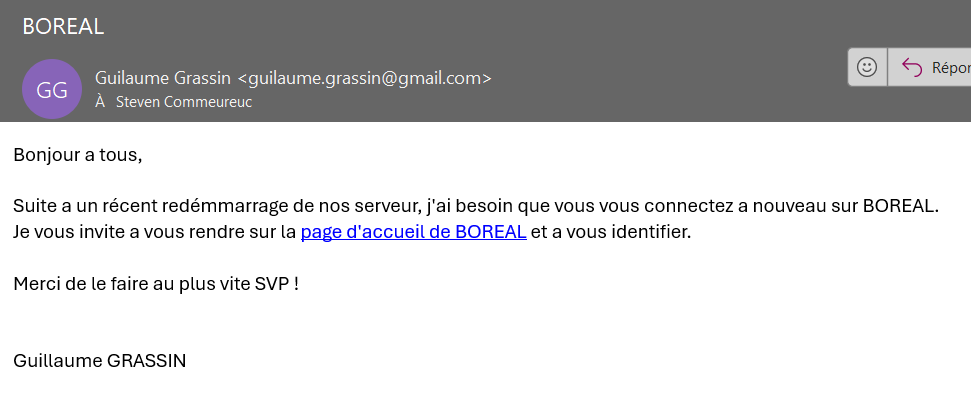 BOREAL
GG
Guilaume Grassin <guilaume.grassin@gmail.com>
À Steven Commeureuc
Bonjour a tous,
Suite a un récent redémmarrage de nos serveur, j'ai besoin que vous vous connectez a nouveau sur BOREAL.
Je vous invite a vous rendre sur la page d'accueil de BOREAL et a vous identifier.
Merci de le faire au plus vite SVP !
Guillaume GRASSIN